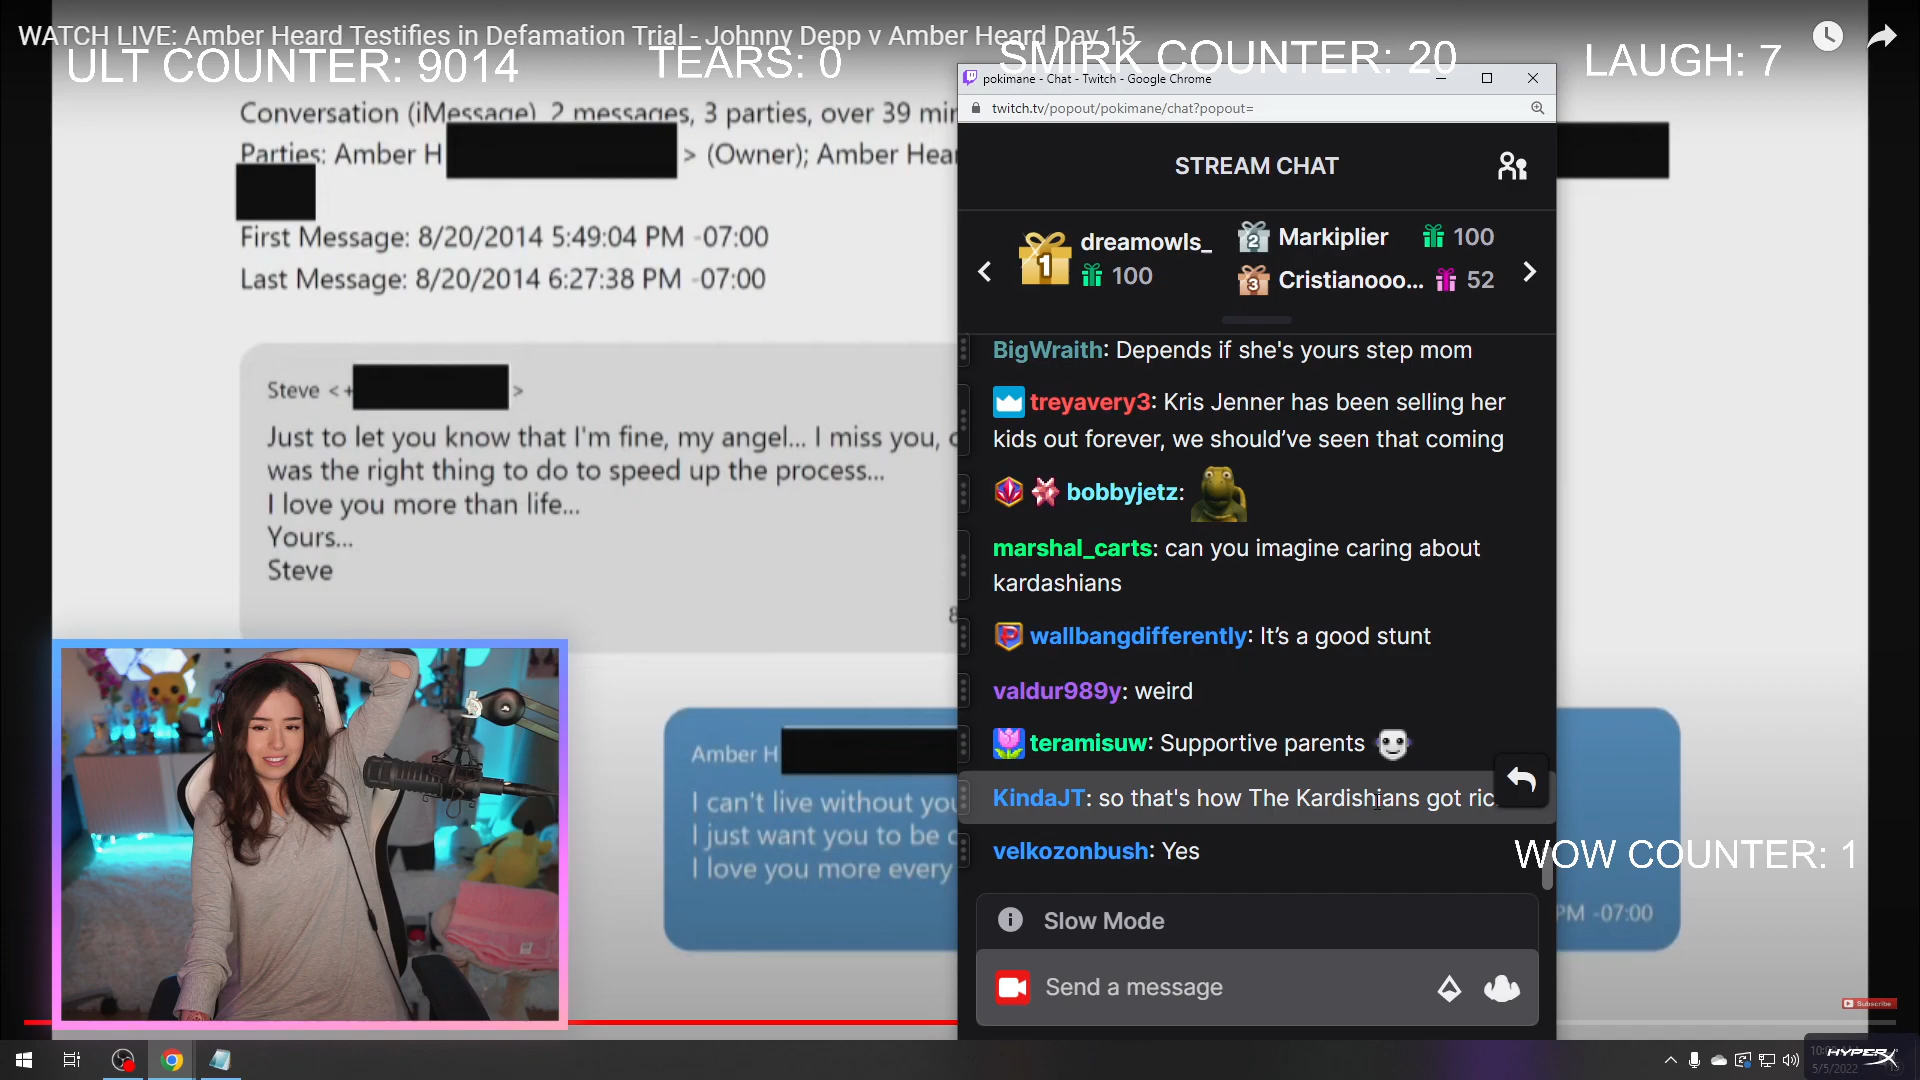 WATCH LIVE: Amber Heard Testifies in Defamation Trial - Johnny Depp v Amber Heard Day 15
ULT COUNTER: 9014
TEARS: 0
SMIRK COUNTER: 20
LAUGH: 7
Conversation (iMessage), 2 messages, 3 parties, over 39
Parties: Amber H > (Owner); Amber
First Message: 8/20/2014 5:49:04 PM -07:00
Last Message: 8/20/2014 6:27:38 PM -07:00
Steve <+ >
Just to let you know that I'm fine, my angel... I miss you,
was the right thing to do to speed up the process...
I love you more than life...
Yours...
Steve
Amber H
I can't live without
I just want you to be
I love you more every
PM -07:00
pokimane - Chat - Twitch - Google Chrome
twitch.tv/popout/pokimane/chat?popout=
STREAM CHAT
1 dreamowls_ 100
2 Markiplier 100
3 Cristianooo... 52
BigWraith: Depends if she's yours step mom
treyavery3: Kris Jenner has been selling her
kids out forever, we should’ve seen that coming
bobbyjetz:
marshal_carts: can you imagine caring about
kardashians
wallbangdifferently: It’s a good stunt
valdur989y: weird
teramisuw: Supportive parents
KindaJT: so that's how The Kardishians got ric
velkozonbush: Yes
WOW COUNTER: 1
Slow Mode
Send a message
Subscribe
HYPERX
5/5/2022